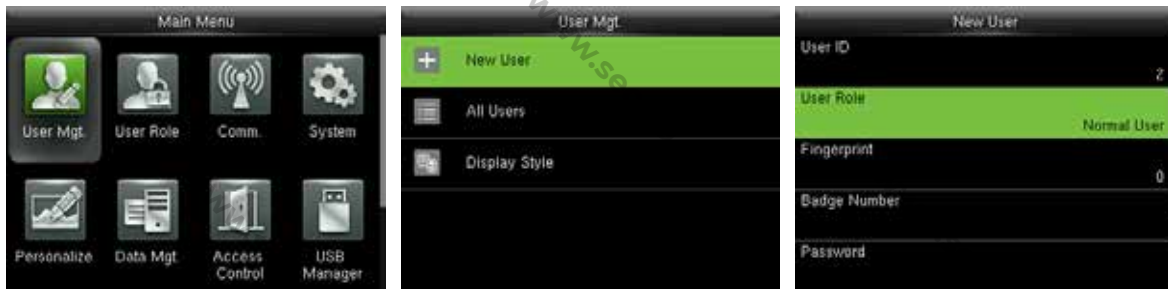 Main Menu
User Mgt.
User Role
Comm.
System
Personalize
Data Mgt
Access
Control
USB
Manager
User Mgt.
New User
All Users
Display Style
New User
User ID
2
User Role
Normal User
Fingerprint
0
Badge Number
Password